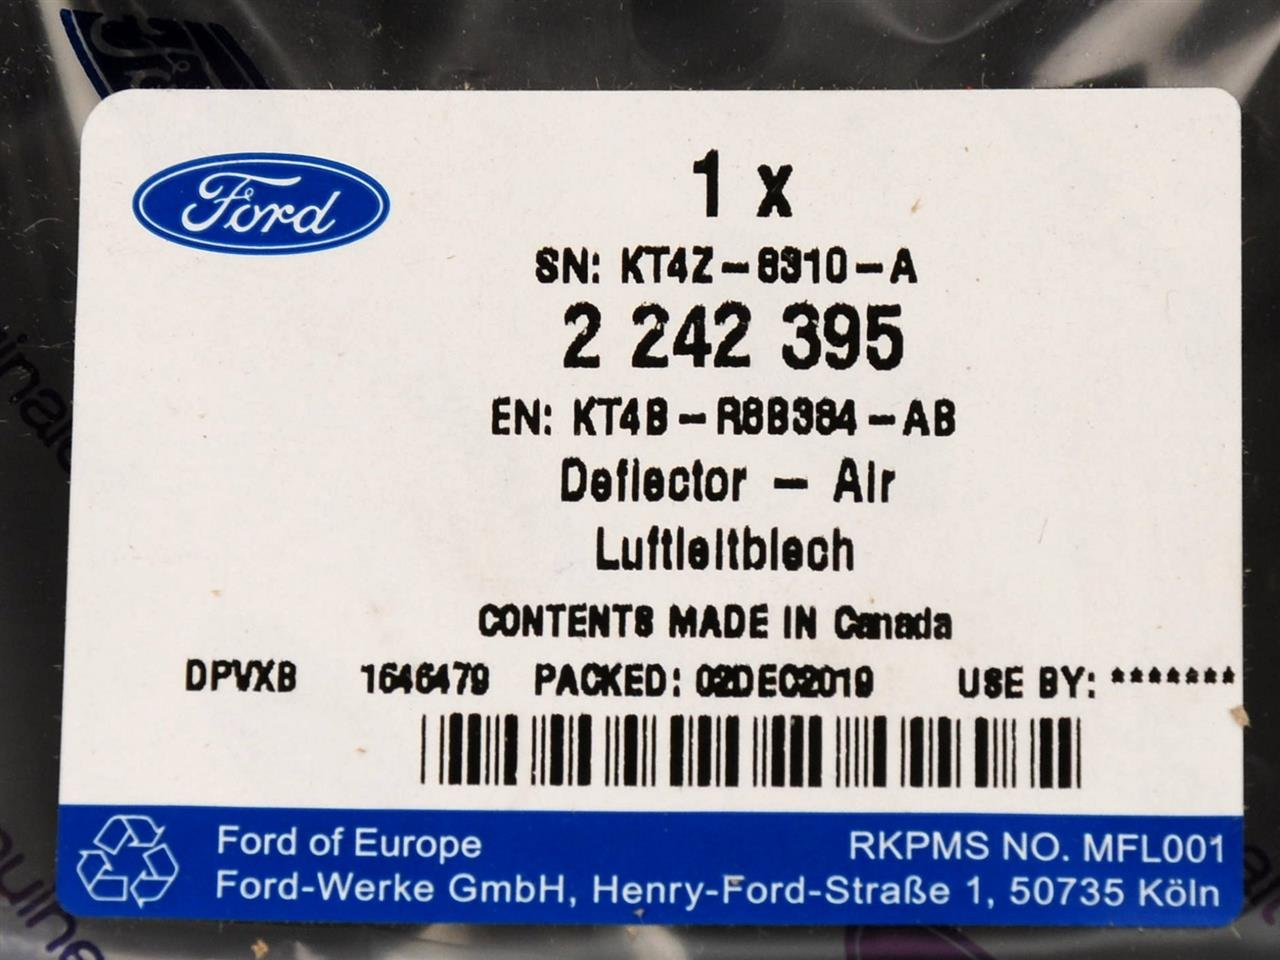 Ford
1 x
SN: KT4Z-8310-A
2 242 395
EN: KT4B-R8B384-AB
Deflector - Air
Luftleitblech
CONTENTS MADE IN Canada
DPVXB 1646479 PACKED: 02DEC2019 USE BY: *******
Ford of Europe RKPMS NO. MFL001
Ford-Werke GmbH, Henry-Ford-Straße 1, 50735 Köln